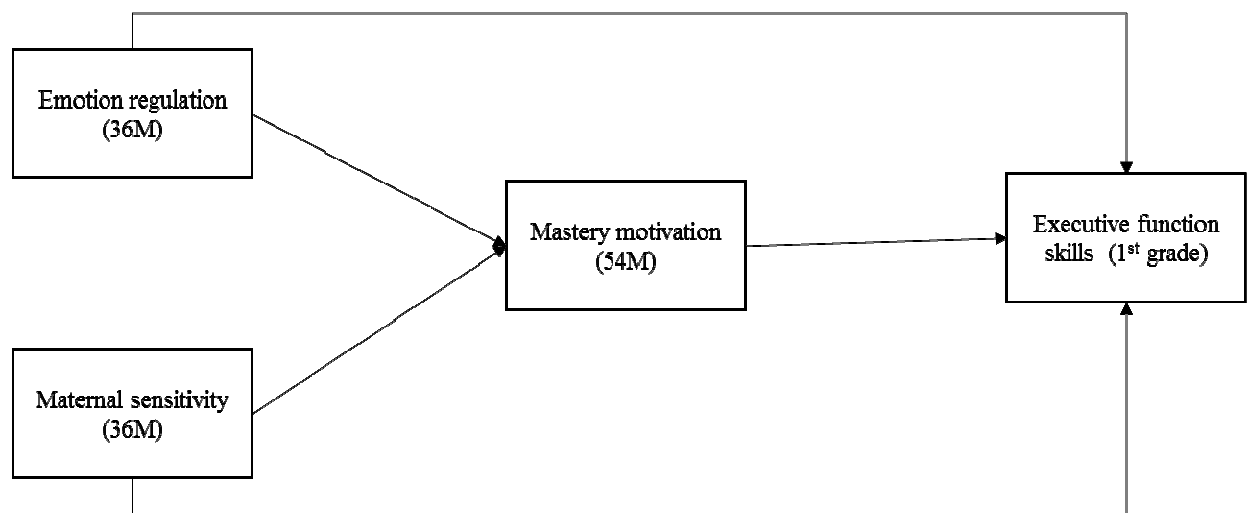 Emotion regulation
(36M)
Mastery motivation
(54M)
Executive function
skills (1st grade)
Maternal sensitivity
(36M)